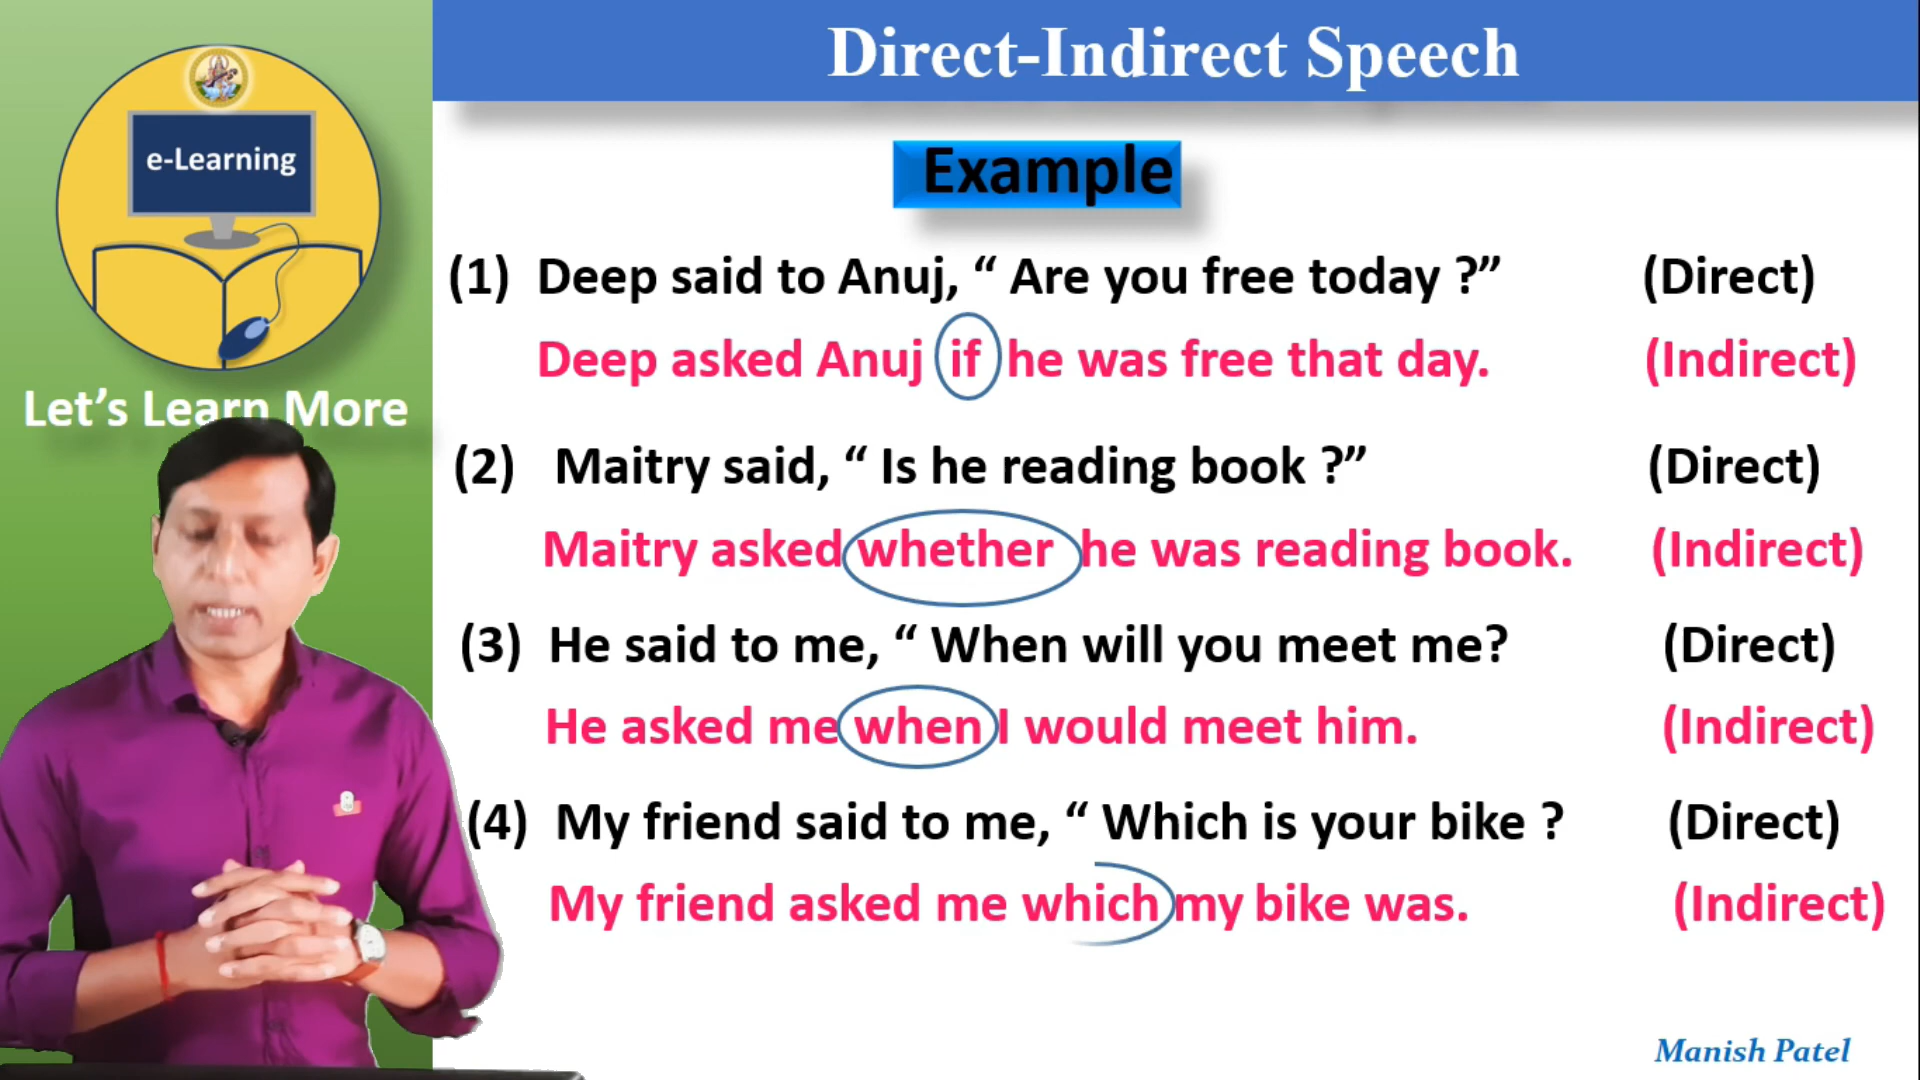 Direct-Indirect Speech
e-Learning
Let's Learn More
Example
(1) Deep said to Anuj, “ Are you free today ?” (Direct)
Deep asked Anuj if he was free that day. (Indirect)
(2) Maitry said, “ Is he reading book ?” (Direct)
Maitry asked whether he was reading book. (Indirect)
(3) He said to me, “ When will you meet me? (Direct)
He asked me when I would meet him. (Indirect)
(4) My friend said to me, “ Which is your bike ? (Direct)
My friend asked me which my bike was. (Indirect)
Manish Patel